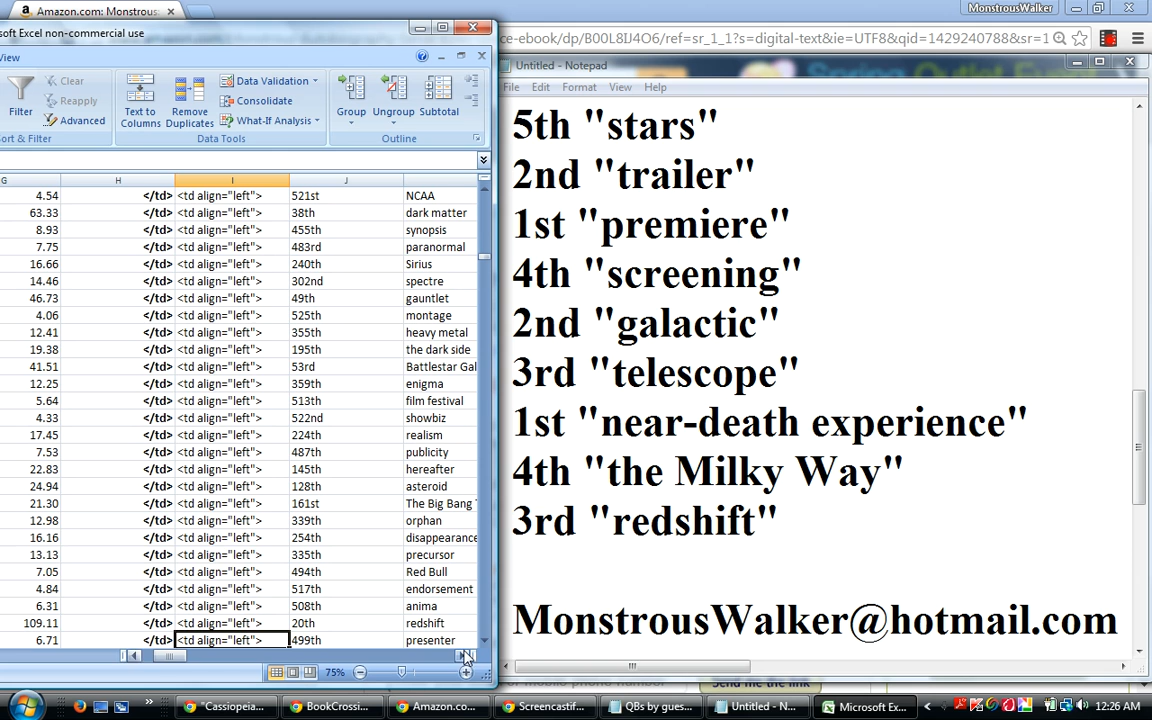 Amazon.com: Monstrous
MonstrousWalker
soft Excel non-commercial use
ce-ebook/dp/B00L8IJ4O6/ref=sr_1_1?s=digital-text&ie=UTF8&qid=1429240788&sr=1
View
Clear
Reapply
Advanced
Filter
Text to Columns
Remove Duplicates
Data Validation
Consolidate
What-If Analysis
Group
Ungroup
Subtotal
ort & Filter
Data Tools
Outline
G H I J
4.54 </td> <td align="left"> 521st NCAA
63.33 </td> <td align="left"> 38th dark matter
8.93 </td> <td align="left"> 455th synopsis
7.75 </td> <td align="left"> 483rd paranormal
16.66 </td> <td align="left"> 240th Sirius
14.46 </td> <td align="left"> 302nd spectre
46.73 </td> <td align="left"> 49th gauntlet
4.06 </td> <td align="left"> 525th montage
12.41 </td> <td align="left"> 355th heavy metal
19.38 </td> <td align="left"> 195th the dark side
41.51 </td> <td align="left"> 53rd Battlestar Gal
12.25 </td> <td align="left"> 359th enigma
5.64 </td> <td align="left"> 513th film festival
4.33 </td> <td align="left"> 522nd showbiz
17.45 </td> <td align="left"> 224th realism
7.53 </td> <td align="left"> 487th publicity
22.83 </td> <td align="left"> 145th hereafter
24.94 </td> <td align="left"> 128th asteroid
21.30 </td> <td align="left"> 161st The Big Bang
12.98 </td> <td align="left"> 339th orphan
16.16 </td> <td align="left"> 254th disappearance
13.13 </td> <td align="left"> 335th precursor
7.05 </td> <td align="left"> 494th Red Bull
4.84 </td> <td align="left"> 517th endorsement
6.31 </td> <td align="left"> 508th anima
109.11 </td> <td align="left"> 20th redshift
6.71 </td> <td align="left"> 499th presenter
75%
Untitled - Notepad
File Edit Format View Help
5th "stars"
2nd "trailer"
1st "premiere"
4th "screening"
2nd "galactic"
3rd "telescope"
1st "near-death experience"
4th "the Milky Way"
3rd "redshift"
MonstrousWalker@hotmail.com
Send me the link
"Cassiopeia...
BookCrossi...
Amazon.co...
Screencastif...
QBs by gues...
Untitled - N...
Microsoft Ex...
12:26 AM